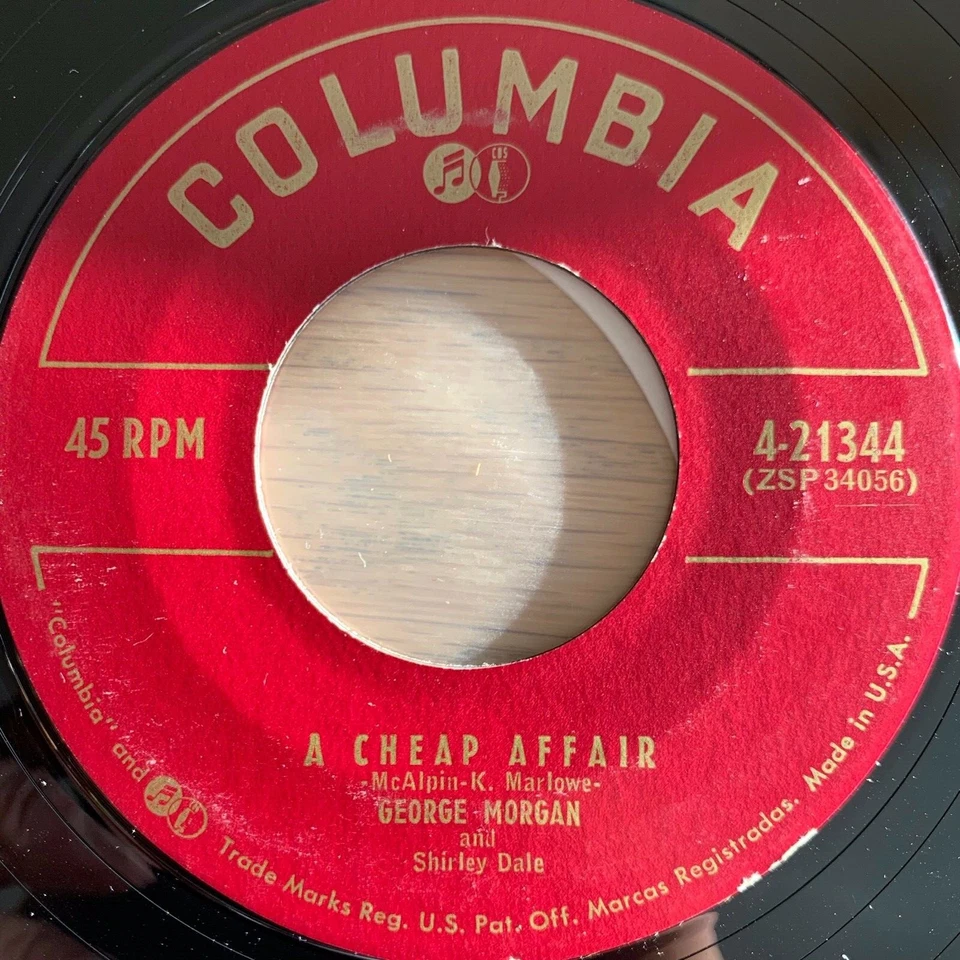 COLUMBIA
CBS
45 RPM
4-21344
(ZSP 34056)
A CHEAP AFFAIR
-McAlpin-K. Marlowe-
GEORGE MORGAN
and
Shirley Dale
"Columbia" and Trade Marks Reg. U.S. Pat. Off. Marcas Registradas. Made in U.S.A.